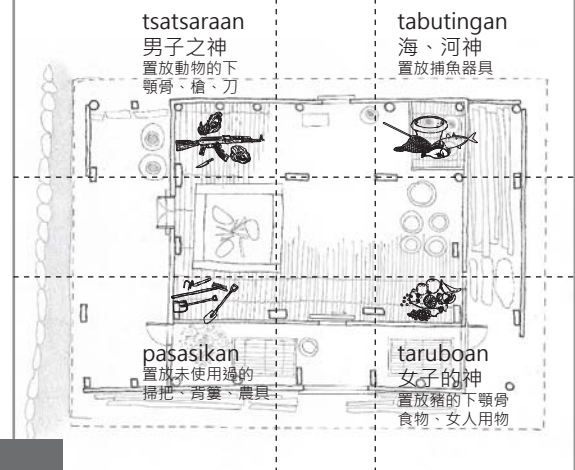 tsatsaraan
男子之神
置放動物的下
顎骨、槍、刀
tabutingan
海、河神
置放捕魚器具
pasasikan
置放未使用過的
掃把、背簍、農具
taruboan
女子的神
置放豬的下顎骨
食物、女人用物